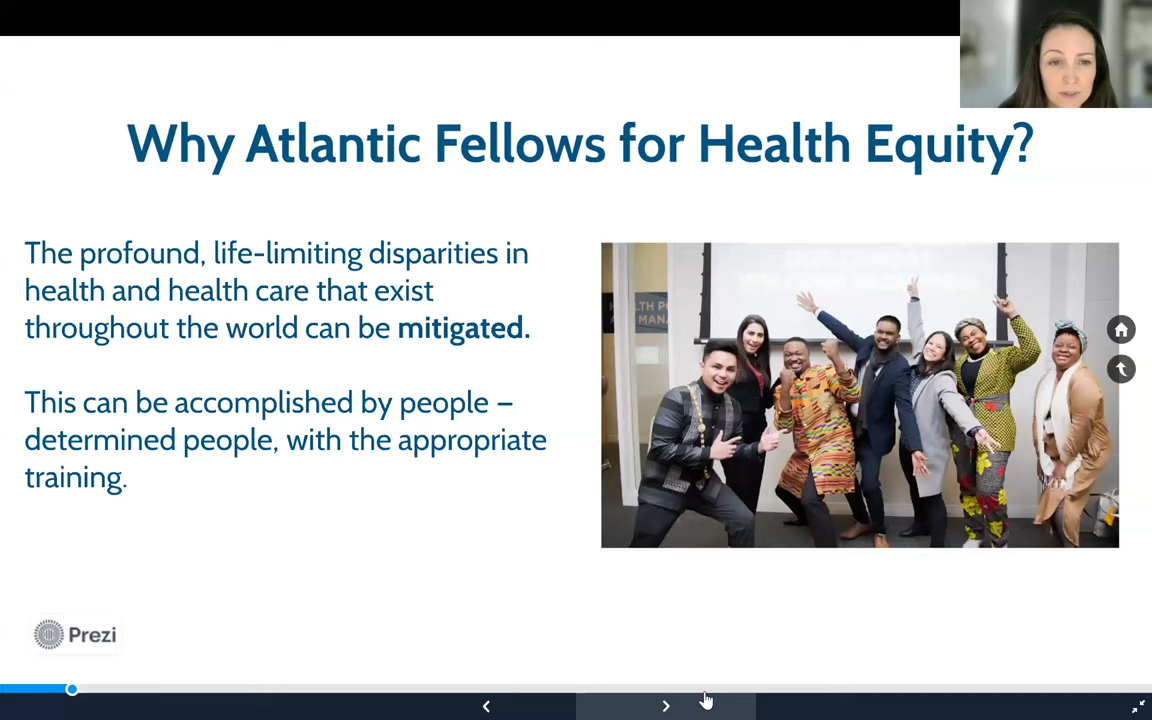 Why Atlantic Fellows for Health Equity?
The profound, life-limiting disparities in
health and health care that exist
throughout the world can be mitigated.
This can be accomplished by people –
determined people, with the appropriate
training.
Prezi